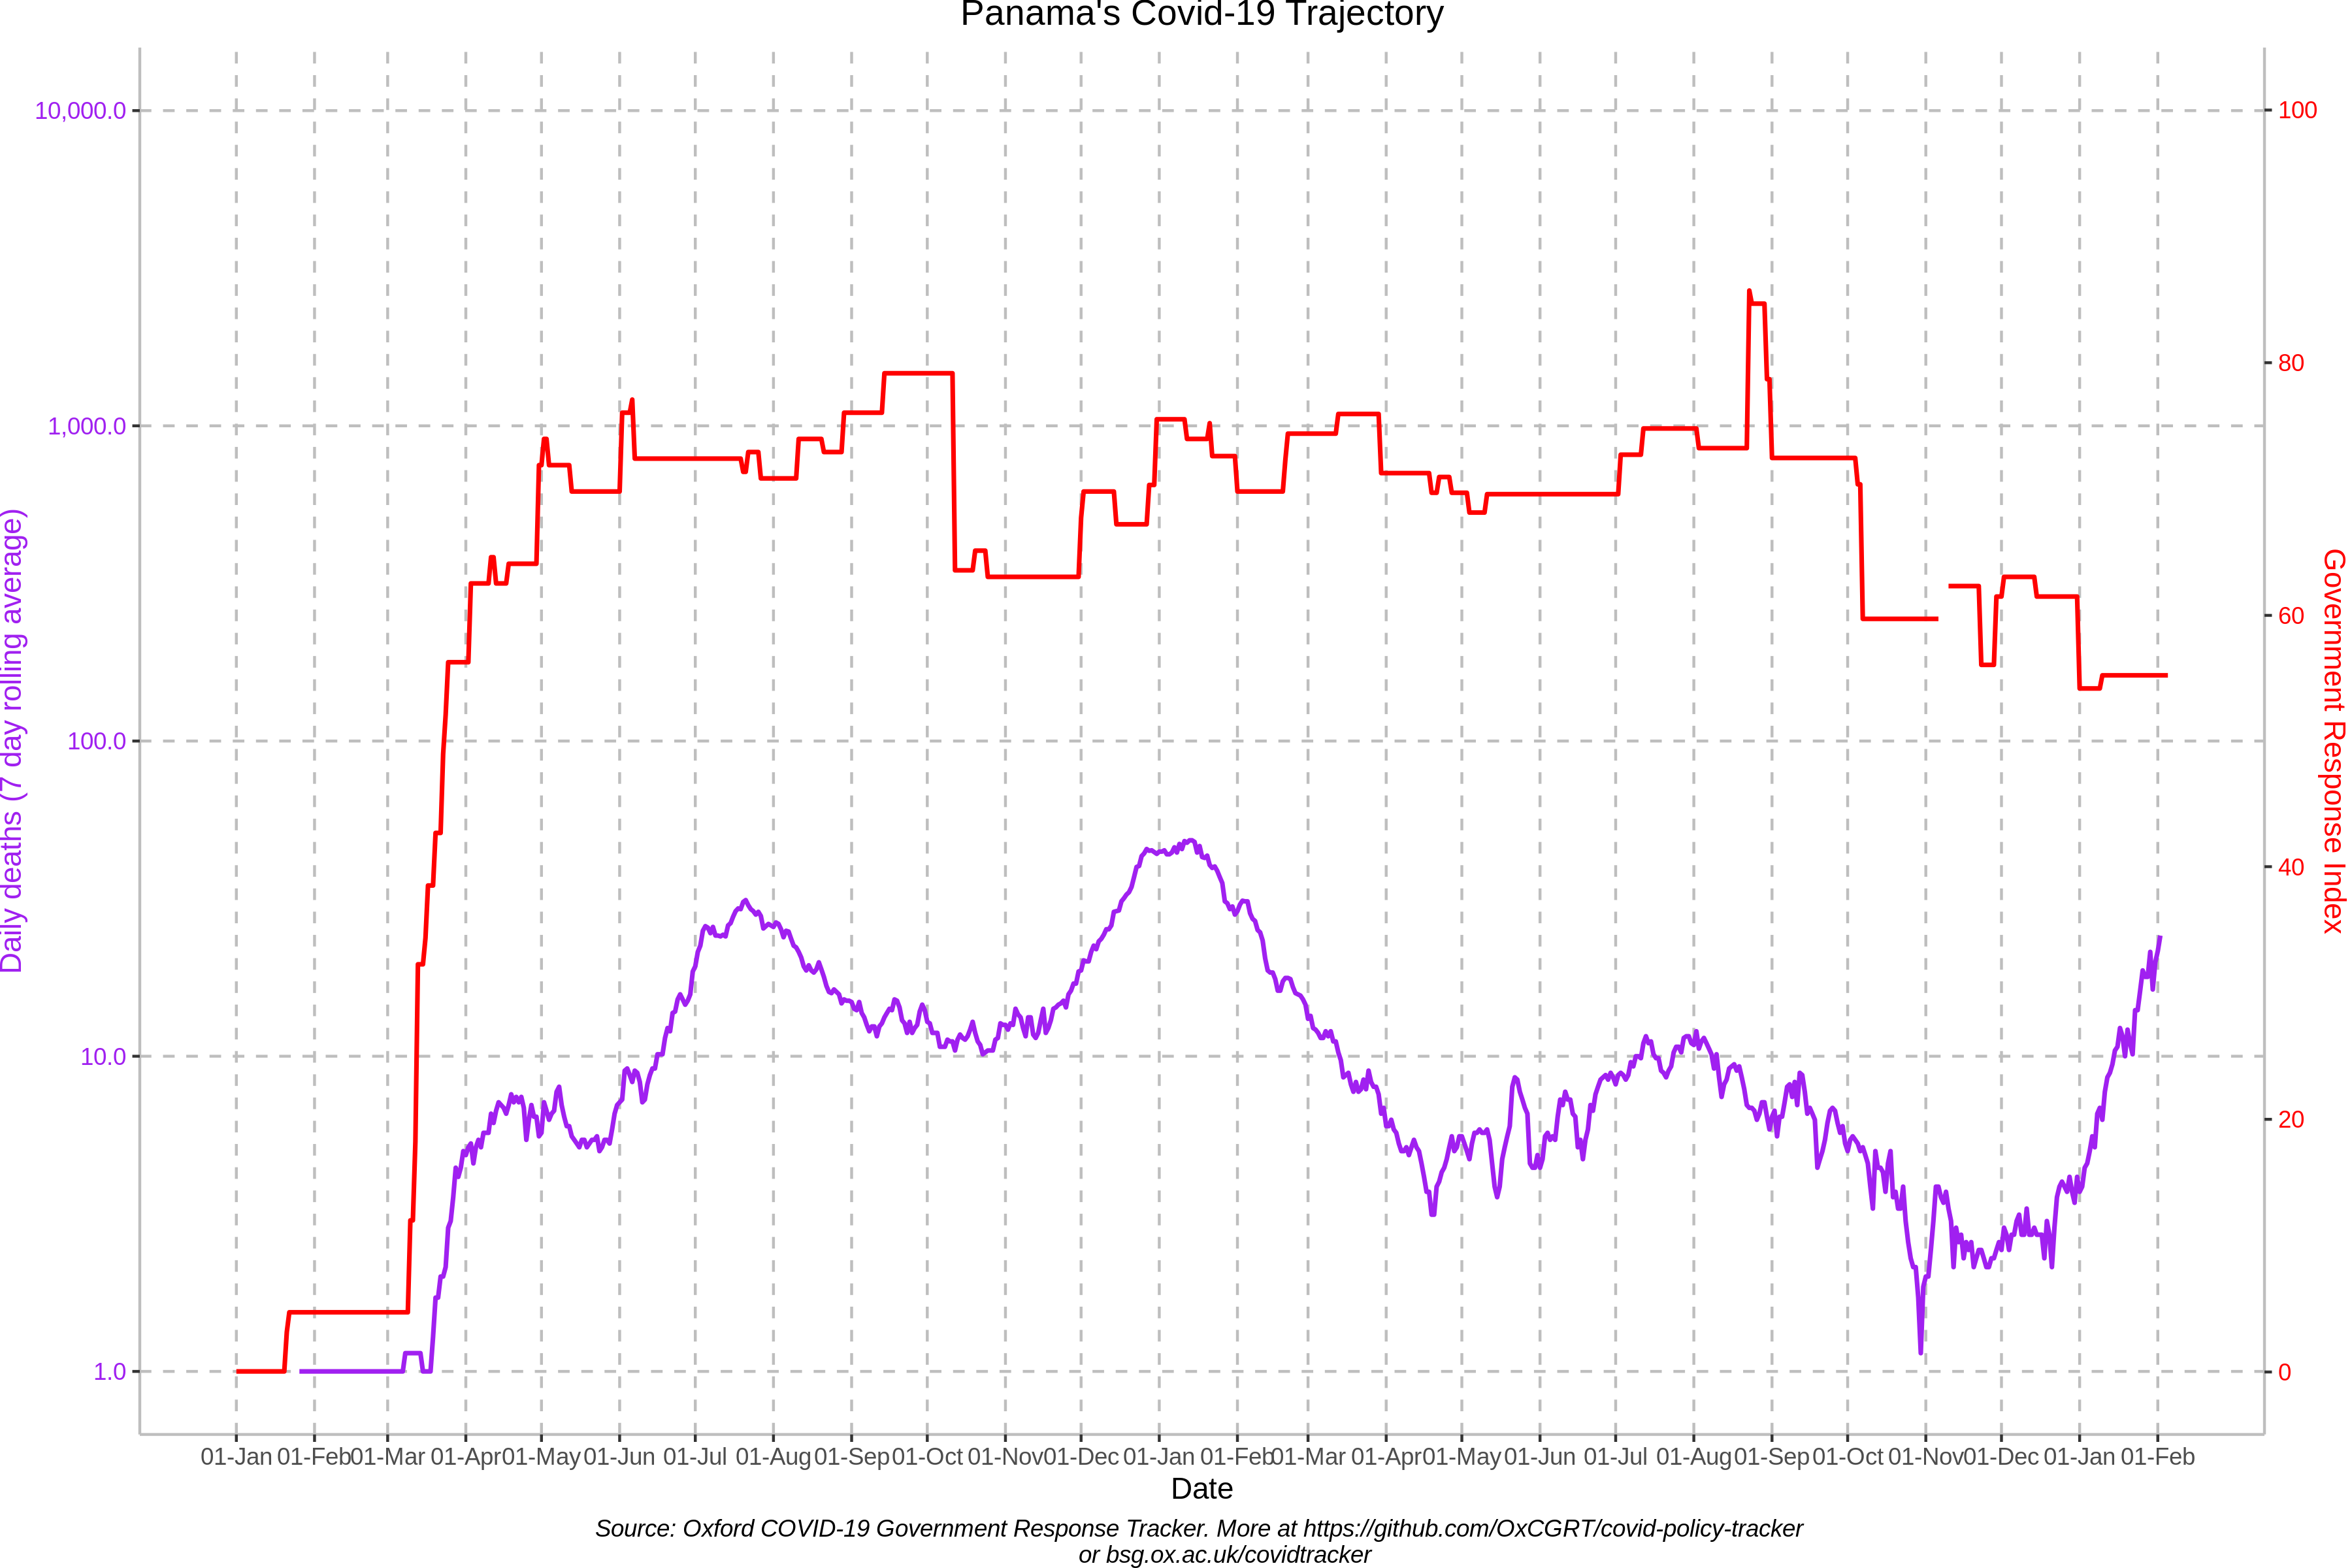 Panama's Covid-19 Trajectory
10,000.0
1,000.0
100.0
10.0
1.0
Daily deaths (7 day rolling average)
100
80
60
40
20
0
Government Response Index
01-Jan 01-Feb 01-Mar 01-Apr 01-May 01-Jun 01-Jul 01-Aug 01-Sep 01-Oct 01-Nov 01-Dec 01-Jan 01-Feb 01-Mar 01-Apr 01-May 01-Jun 01-Jul 01-Aug 01-Sep 01-Oct 01-Nov 01-Dec 01-Jan 01-Feb
Date
Source: Oxford COVID-19 Government Response Tracker. More at https://github.com/OxCGRT/covid-policy-tracker
or bsg.ox.ac.uk/covidtracker